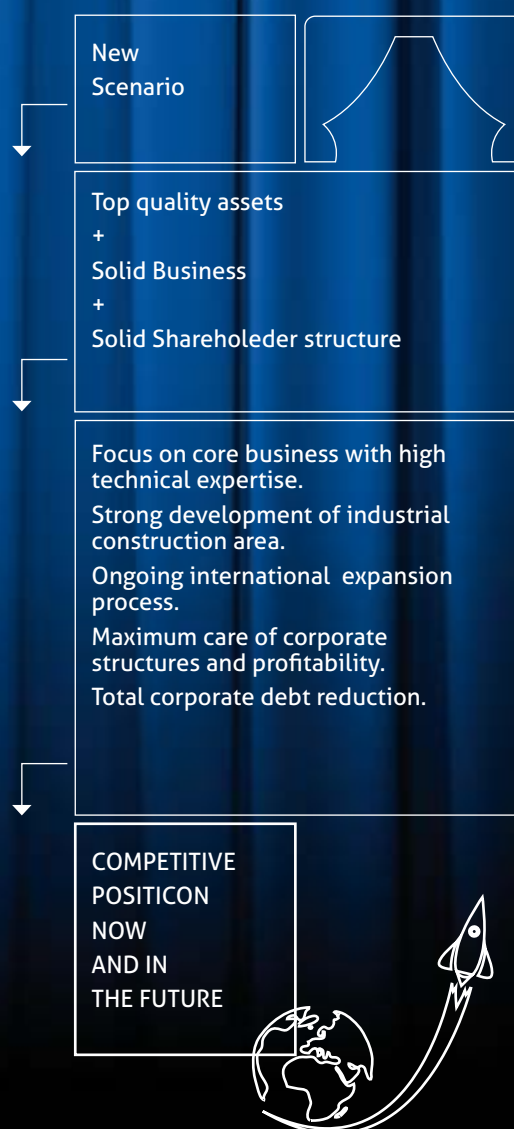 New
Scenario
Top quality assets
+
Solid Business
+
Solid Shareholeder structure
Focus on core business with high
technical expertise.
Strong development of industrial
construction area.
Ongoing international expansion
process.
Maximum care of corporate
structures and profitability.
Total corporate debt reduction.
COMPETITIVE
POSITICON
NOW
AND IN
THE FUTURE